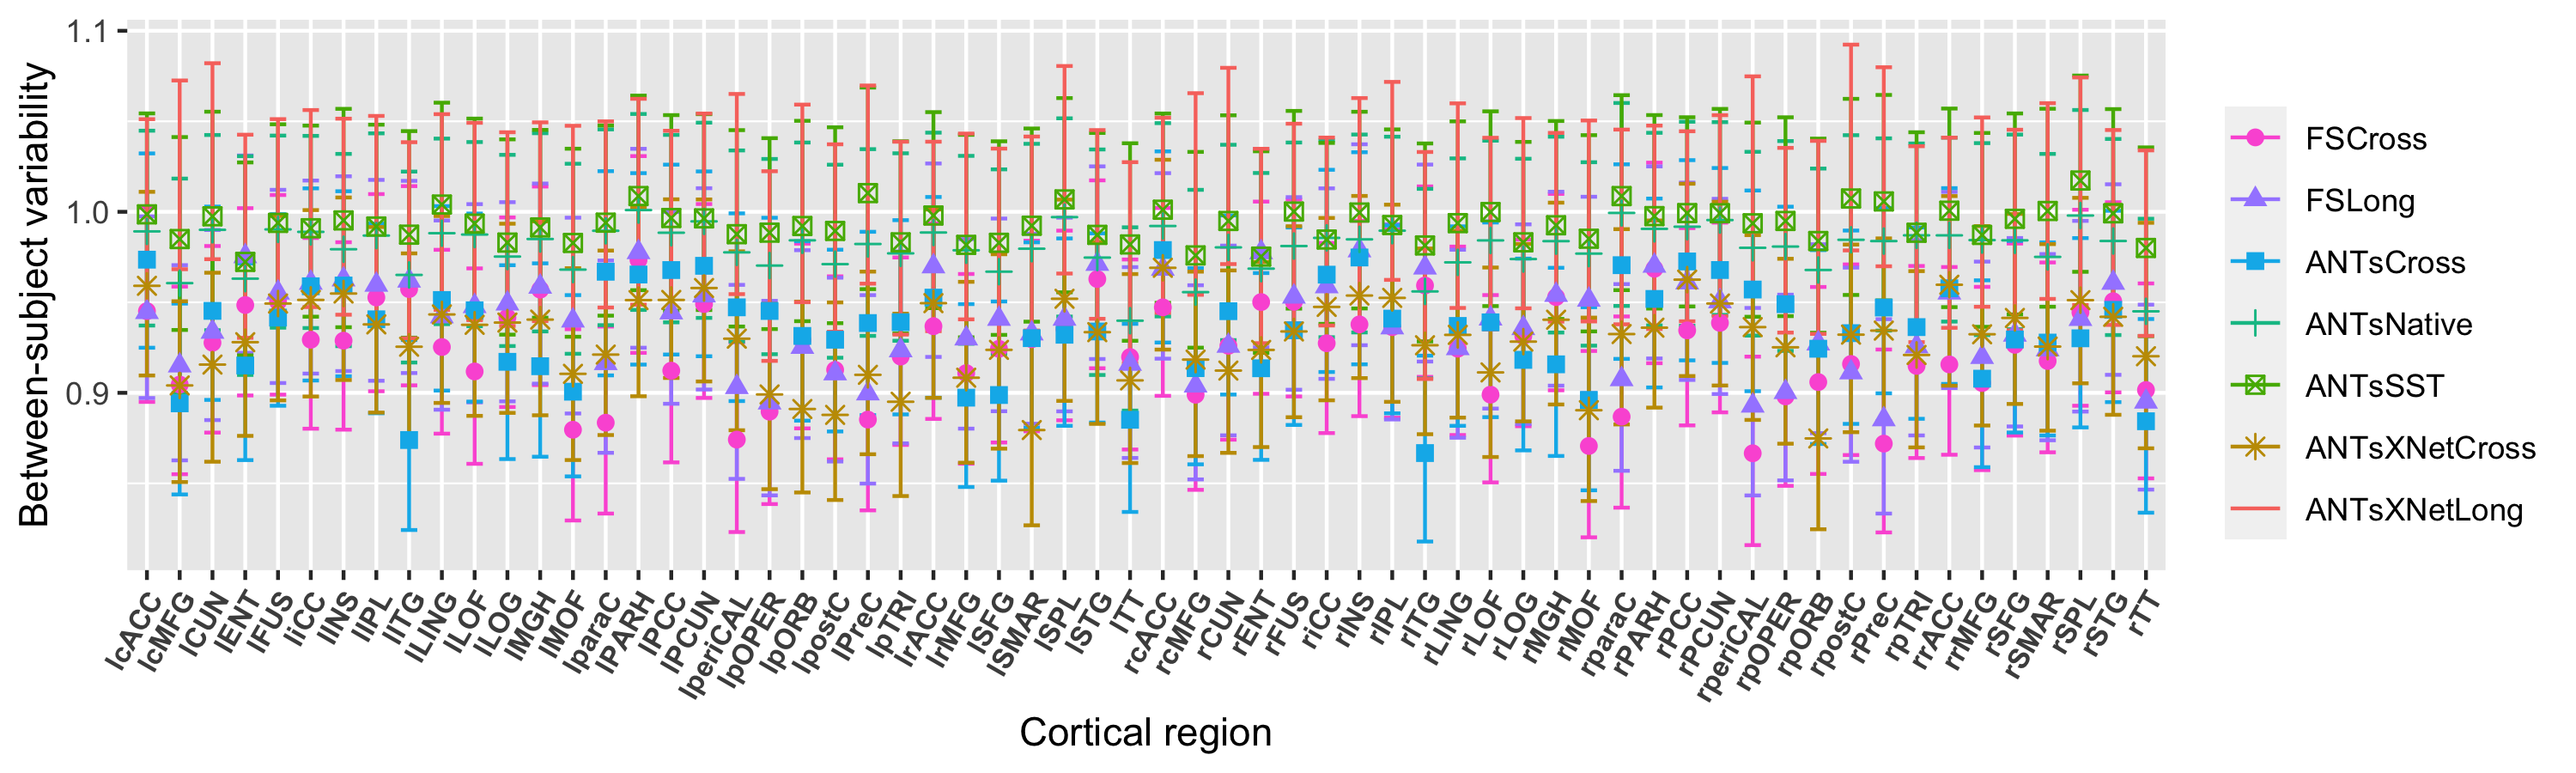 Between-subject variability
1.1
1.0
0.9
lcACC
lcMFG
lCUN
lENT
lFUS
liCC
lINS
lIPL
lITG
lLING
lLOF
lLOG
lMGH
lMOF
lparaC
lPARH
lPCC
lPCUN
lperiCAL
lpOPER
lpORB
lpostC
lPreC
lpTRI
lrACC
lrMFG
lSFG
lSMAR
lSPL
lSTG
lTT
rcACC
rcMFG
rCUN
rENT
rFUS
riCC
rINS
rIPL
rITG
rLING
rLOF
rLOG
rMGH
rMOF
rparaC
rPARH
rPCC
rPCUN
rperiCAL
rpOPER
rpORB
rpostC
rPreC
rpTRI
rrACC
rrMFG
rSFG
rSMAR
rSPL
rSTG
rTT
Cortical region
FSCross
FSLong
ANTsCross
ANTsNative
ANTsSST
ANTsXNetCross
ANTsXNetLong